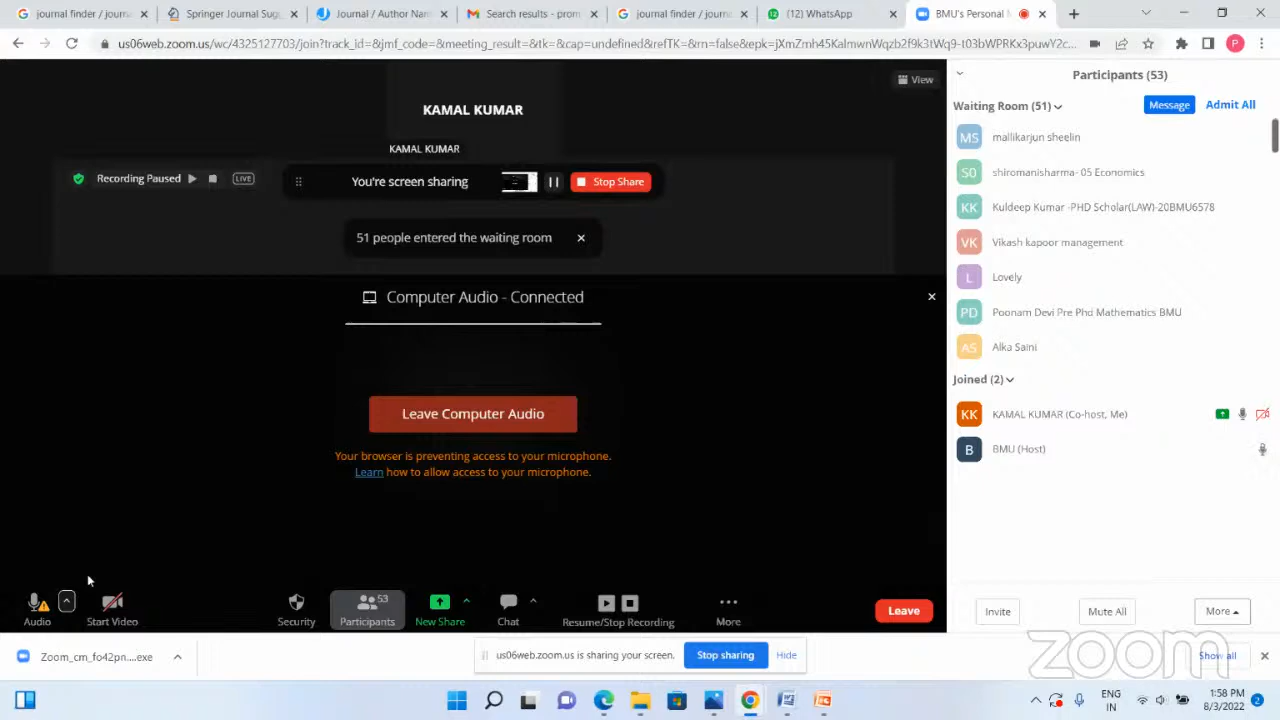 journal finder / journa
Springer Journal Sugg
Journal / Author Nam
Search results - prom
journal finder / journa
(12) WhatsApp
BMU's Personal M
KAMAL KUMAR
View
KAMAL KUMAR
Recording Paused
LIVE
You're screen sharing
Stop Share
51 people entered the waiting room
Computer Audio - Connected
Leave Computer Audio
Your browser is preventing access to your microphone.
Learn how to allow access to your microphone.
Participants (53)
Waiting Room (51)
Message
Admit All
MS mallikarjun sheelin
S0 shiromanisharma- 05 Economics
KK Kuldeep Kumar -PHD Scholar(LAW)-20BMU6578
VK Vikash kapoor management
L Lovely
PD Poonam Devi Pre Phd Mathematics BMU
AS Alka Saini
Joined (2)
KK KAMAL KUMAR (Co-host, Me)
B BMU (Host)
Audio
Start Video
Security
53
Participants
New Share
Chat
Resume/Stop Recording
More
Leave
Invite
Mute All
More
Zoom_cm_fo42pn....exe
us06web.zoom.us is sharing your screen.
Stop sharing
Hide
Show all
zoom
ENG
IN
1:58 PM
8/3/2022
2